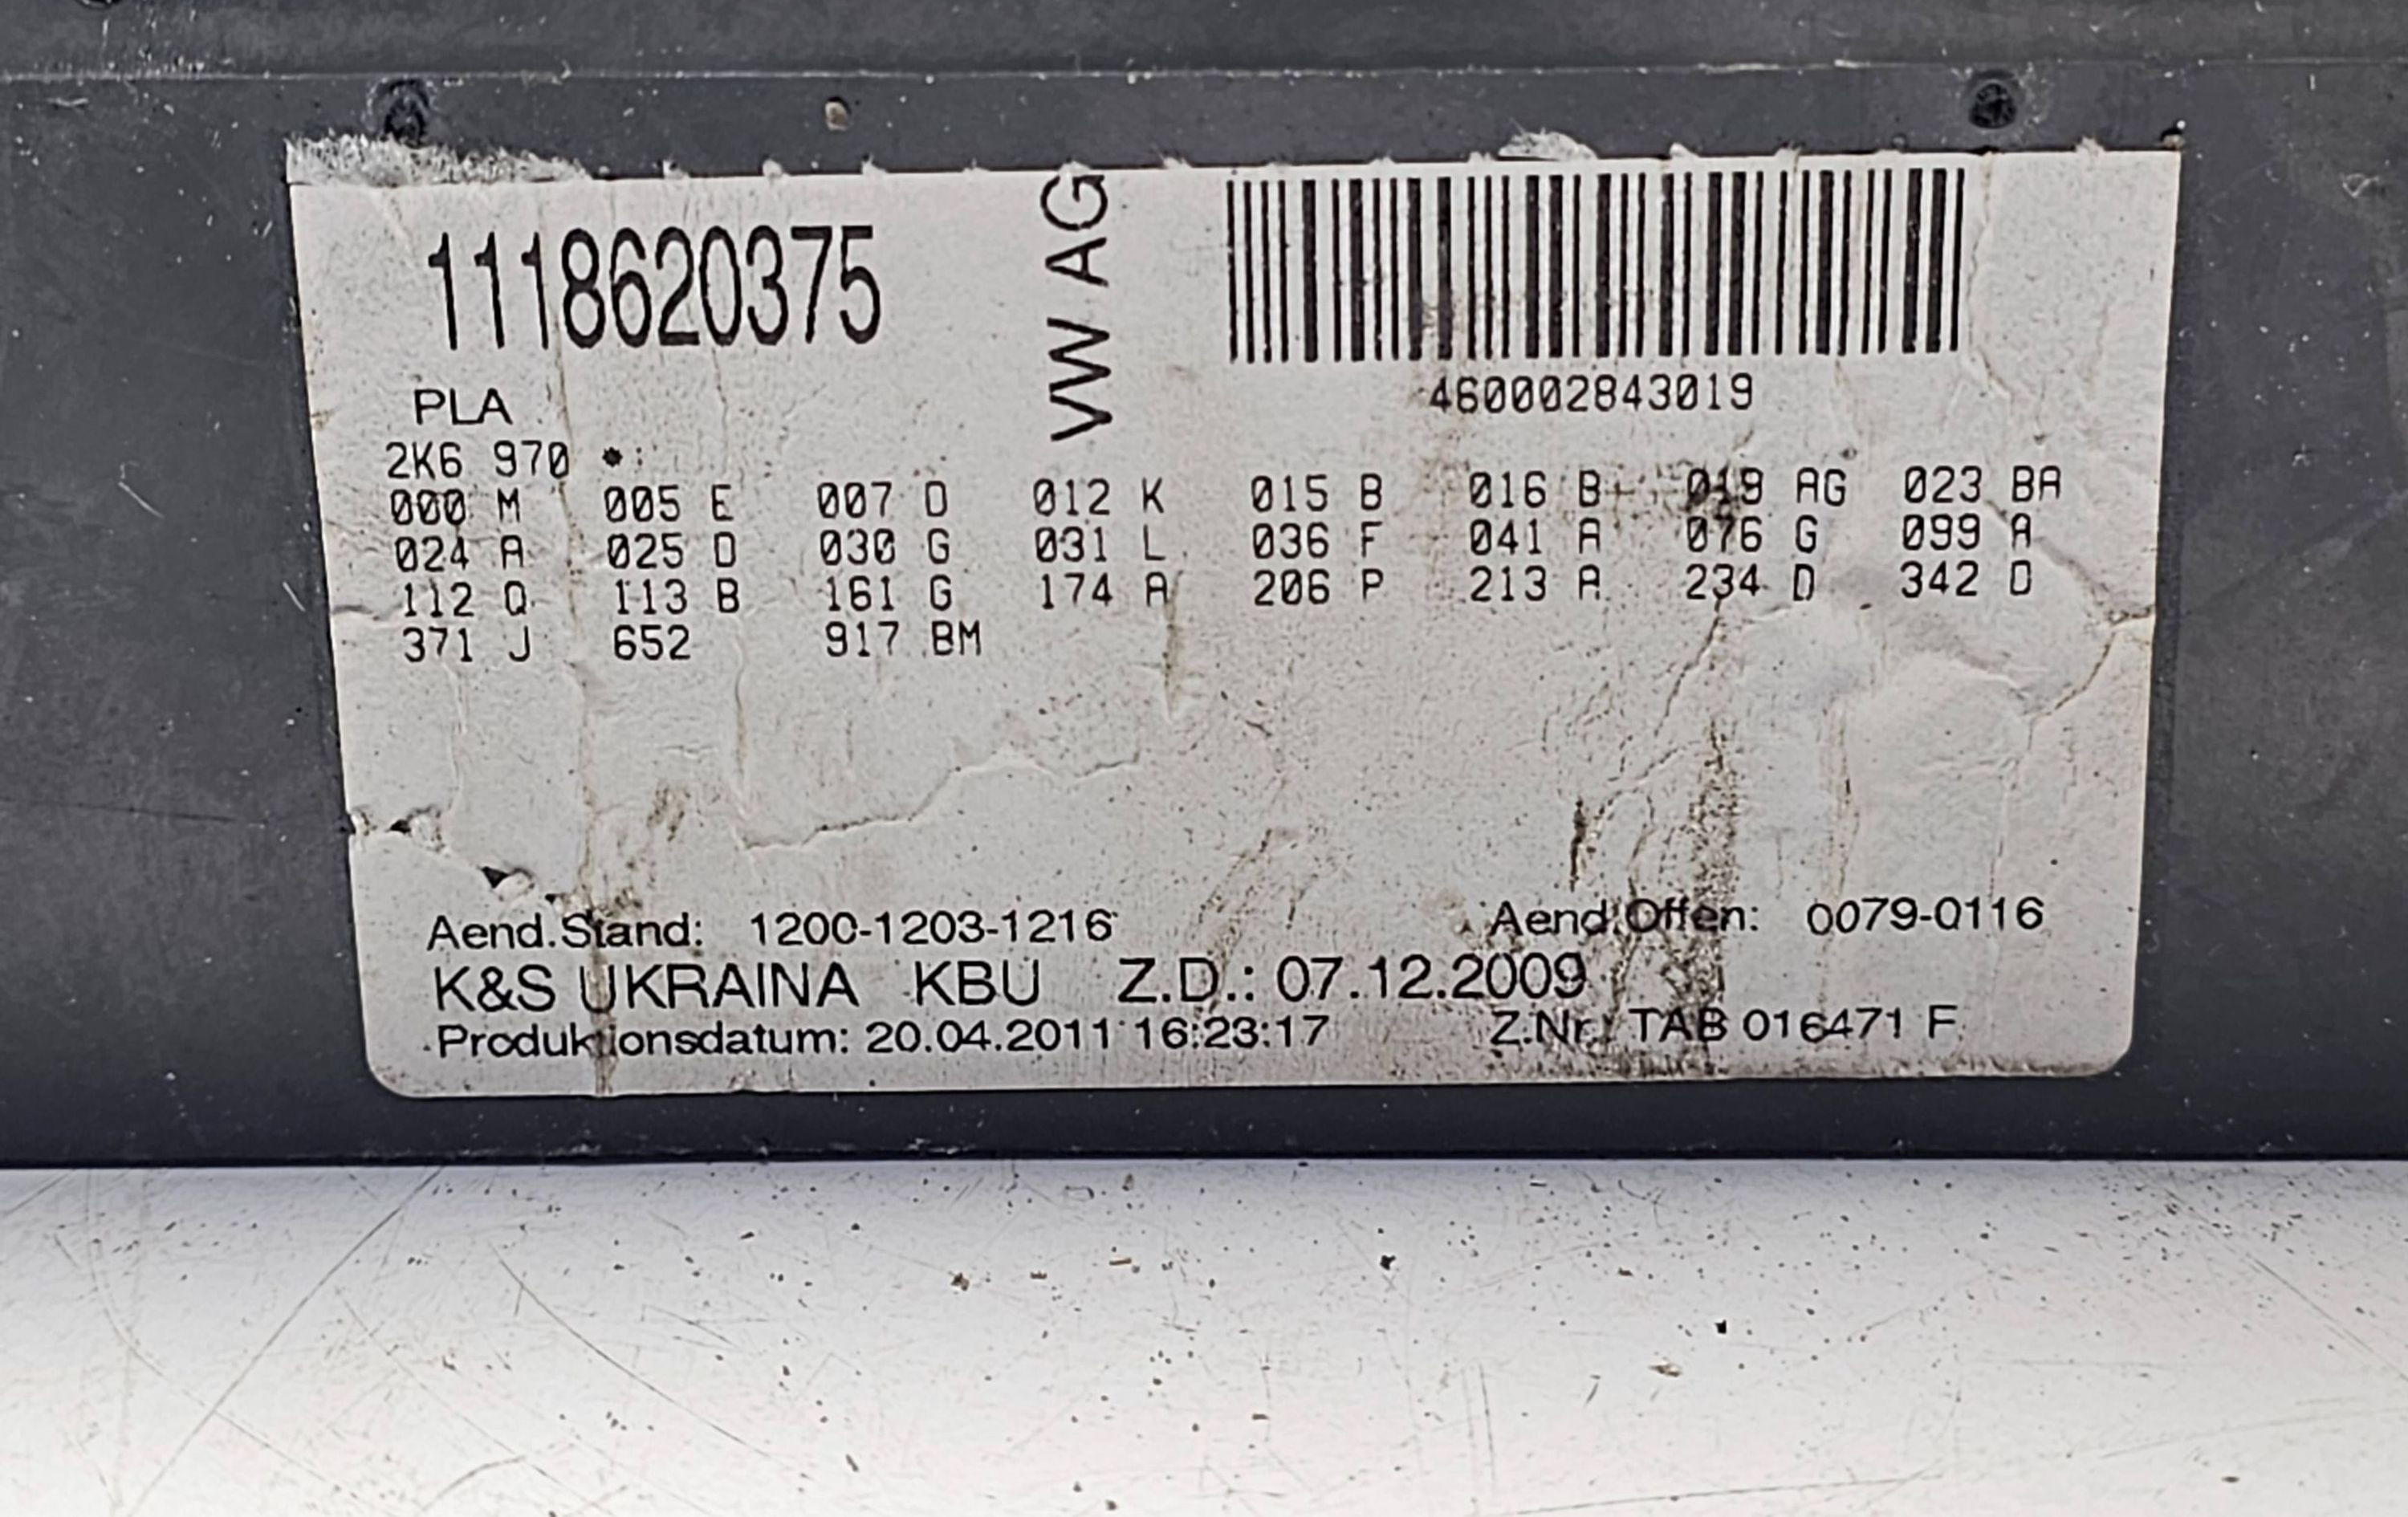 1118620375
VW AG
460002843019
PLA
2K6 970 *
000 M 005 E 007 D 012 K 015 B 016 B 019 AG 023 BA
024 A 025 D 030 G 031 L 036 F 041 A 076 G 099 A
112 Q 113 B 161 G 174 A 206 P 213 A 234 D 342 D
371 J 652 917 BM
Aend.Stand: 1200-1203-1216 Aend.Offen: 0079-0116
K&S UKRAINA KBU Z.D.: 07.12.2009
Produktionsdatum: 20.04.2011 16:23:17 Z.Nr.: TAB 016471 F